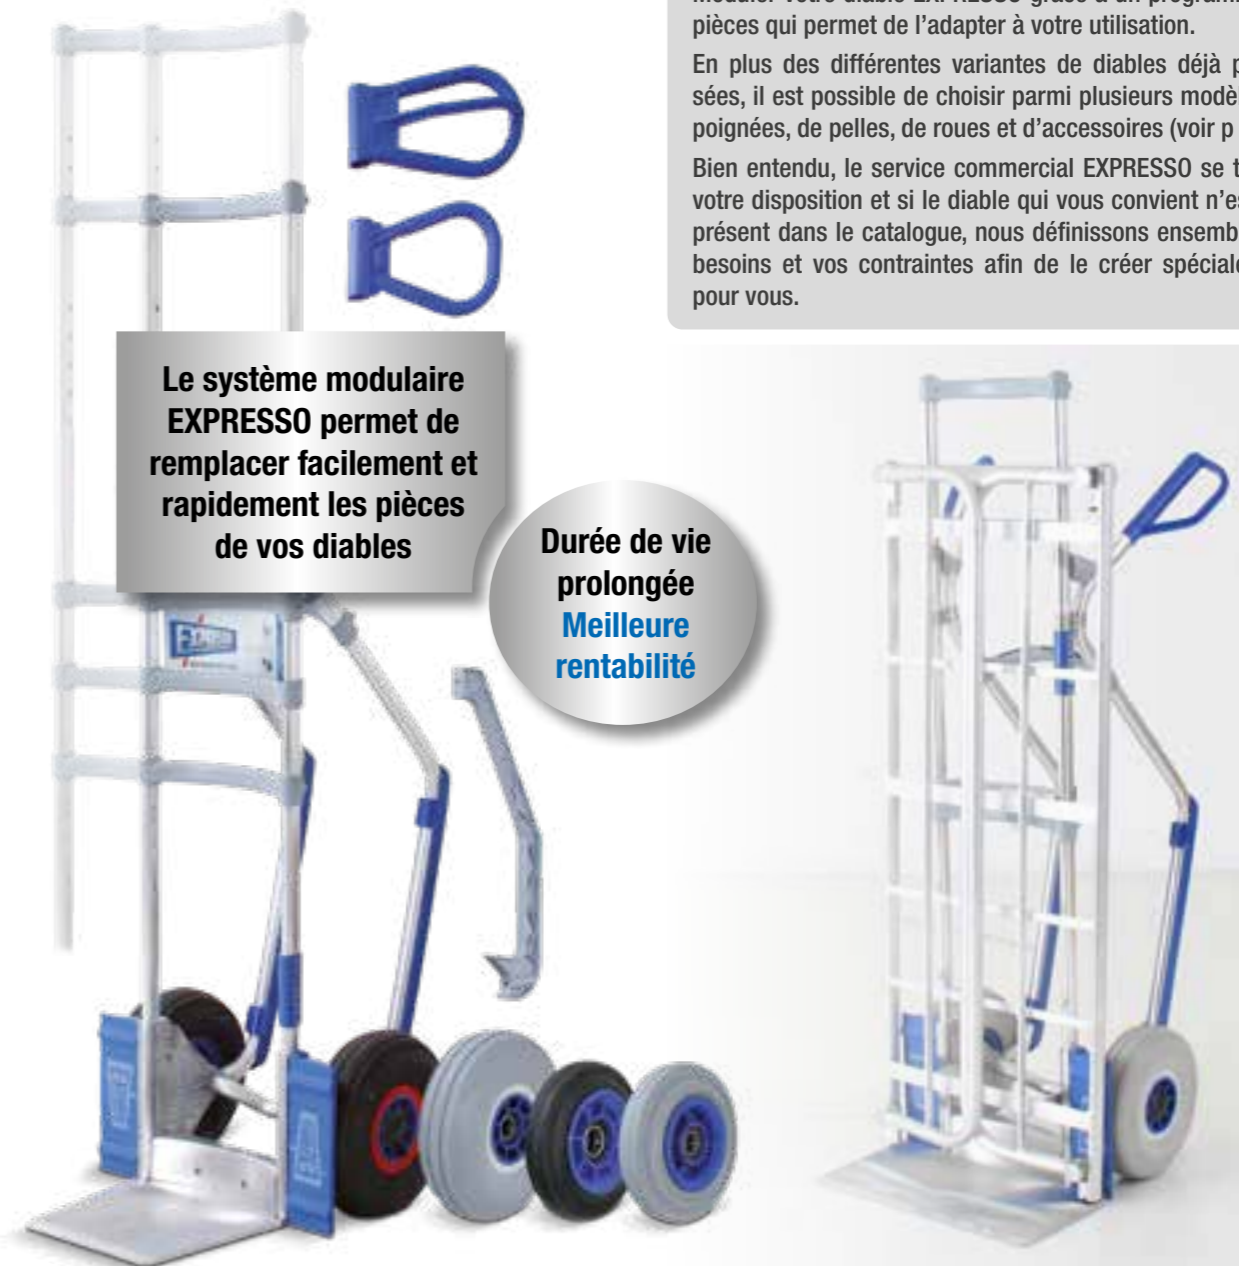 pièces qui permet de l’adapter à votre utilisation.
En plus des différentes variantes de diables déjà p
sées, il est possible de choisir parmi plusieurs modè
poignées, de pelles, de roues et d’accessoires (voir p
Bien entendu, le service commercial EXPRESSO se t
votre disposition et si le diable qui vous convient n’es
présent dans le catalogue, nous définissons ensemb
besoins et vos contraintes afin de le créer spéciale
pour vous.
Le système modulaire
EXPRESSO permet de
remplacer facilement et
rapidement les pièces
de vos diables
Durée de vie
prolongée
Meilleure
rentabilité